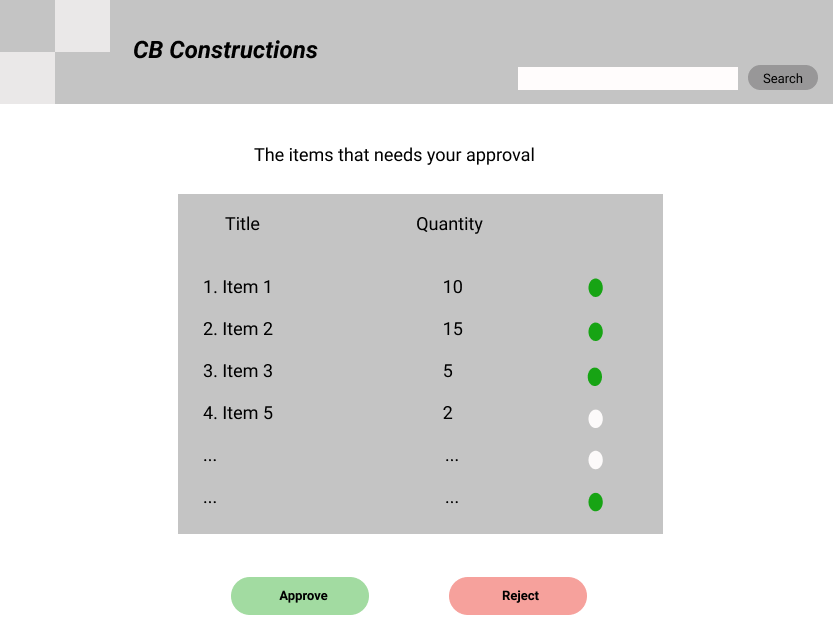 CB Constructions
Search
The items that needs your approval
Title Quantity
1. Item 1 10
2. Item 2 15
3. Item 3 5
4. Item 5 2
... ...
... ...
Approve Reject